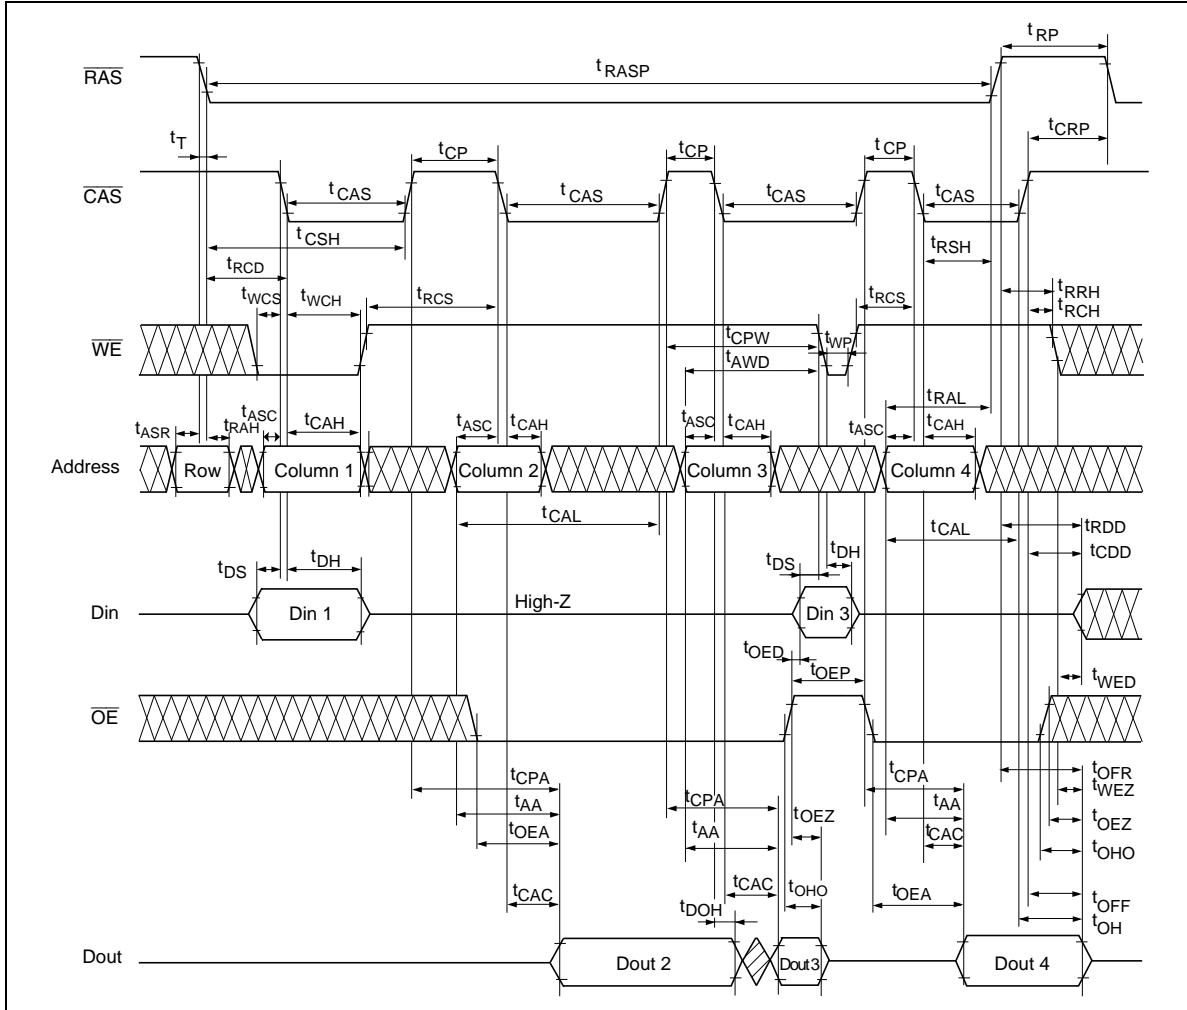 tRP
RAS
tRASP
tT
tCRP
tCP
tCP
tCP
CAS
tCAS
tCAS
tCAS
tCAS
tCSH
tRSH
tRCD
tWCS
tWCH
tRCS
tRCS
tRRH
tRCH
WE
tCPW
tWP
tAWD
tRAL
tASR
tRAH
tASC
tCAH
tASC
tCAH
tASC
tCAH
tASC
tCAH
Address
Row
Column 1
Column 2
Column 3
Column 4
tCAL
tCAL
tRDD
tCDD
tDS
tDH
tDS
tDH
Din
Din 1
High-Z
Din 3
tOED
tOEP
tWED
OE
tCPA
tAA
tOEA
tCAC
tCPA
tAA
tCAC
tDOH
tOEZ
tOHO
tCPA
tAA
tCAC
tOEA
tOFR
tWEZ
tOEZ
tOHO
tOFF
tOH
Dout
Dout 2
Dout 3
Dout 4